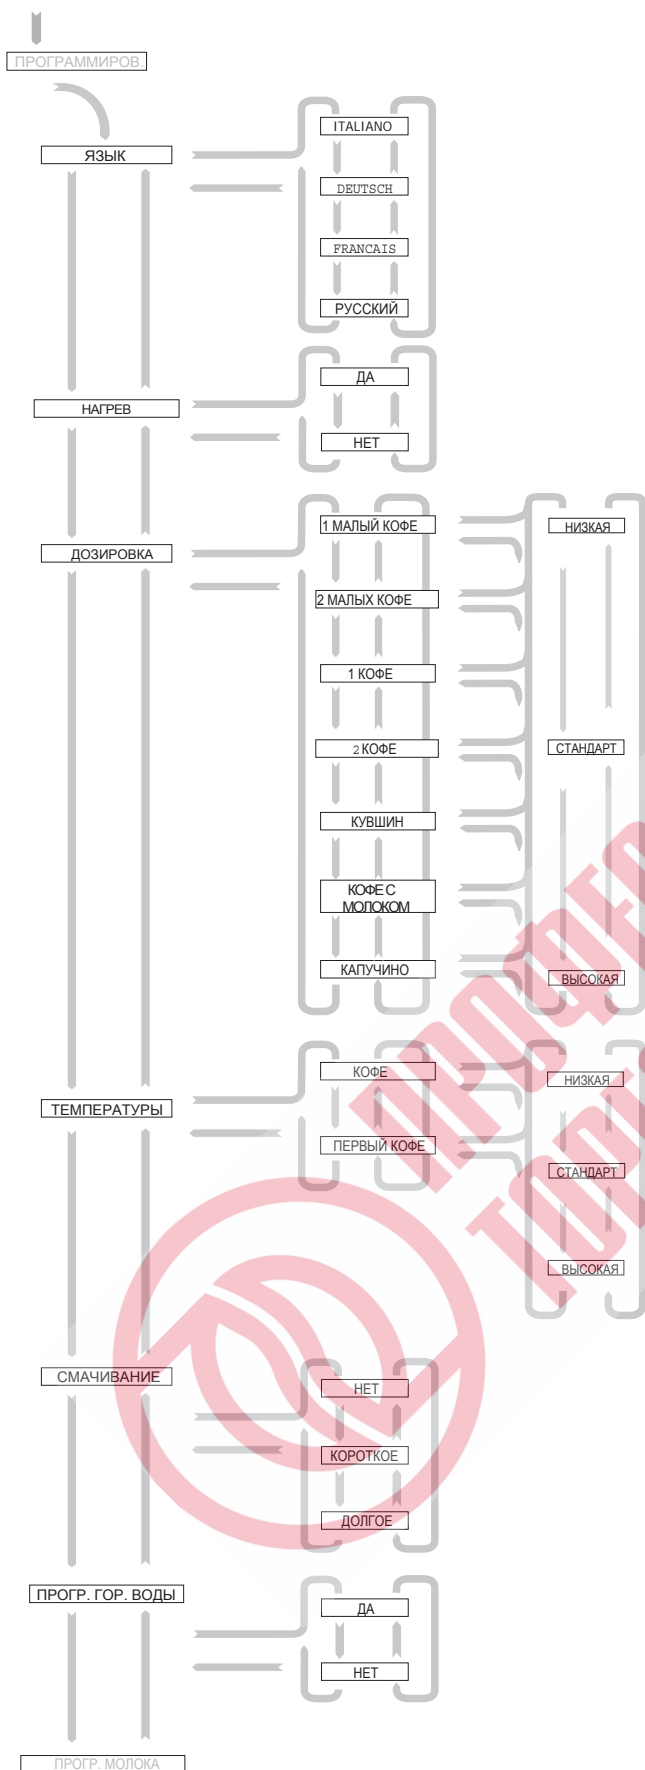 ПРОГРАММИРОВ.
ЯЗЫК
ITALIANO
DEUTSCH
FRANCAIS
РУССКИЙ
НАГРЕВ
ДА
НЕТ
ДОЗИРОВКА
1 МАЛЫЙ КОФЕ
2 МАЛЫХ КОФЕ
1 КОФЕ
2 КОФЕ
КУВШИН
КОФЕ С
МОЛОКОМ
КАПУЧИНО
НИЗКАЯ
СТАНДАРТ
ВЫСОКАЯ
ТЕМПЕРАТУРЫ
КОФЕ
ПЕРВЫЙ КОФЕ
НИЗКАЯ
СТАНДАРТ
ВЫСОКАЯ
СМАЧИВАНИЕ
НЕТ
КОРОТКОЕ
ДОЛГОЕ
ПРОГР. ГОР. ВОДЫ
ДА
НЕТ
ПРОГР. МОЛОКА